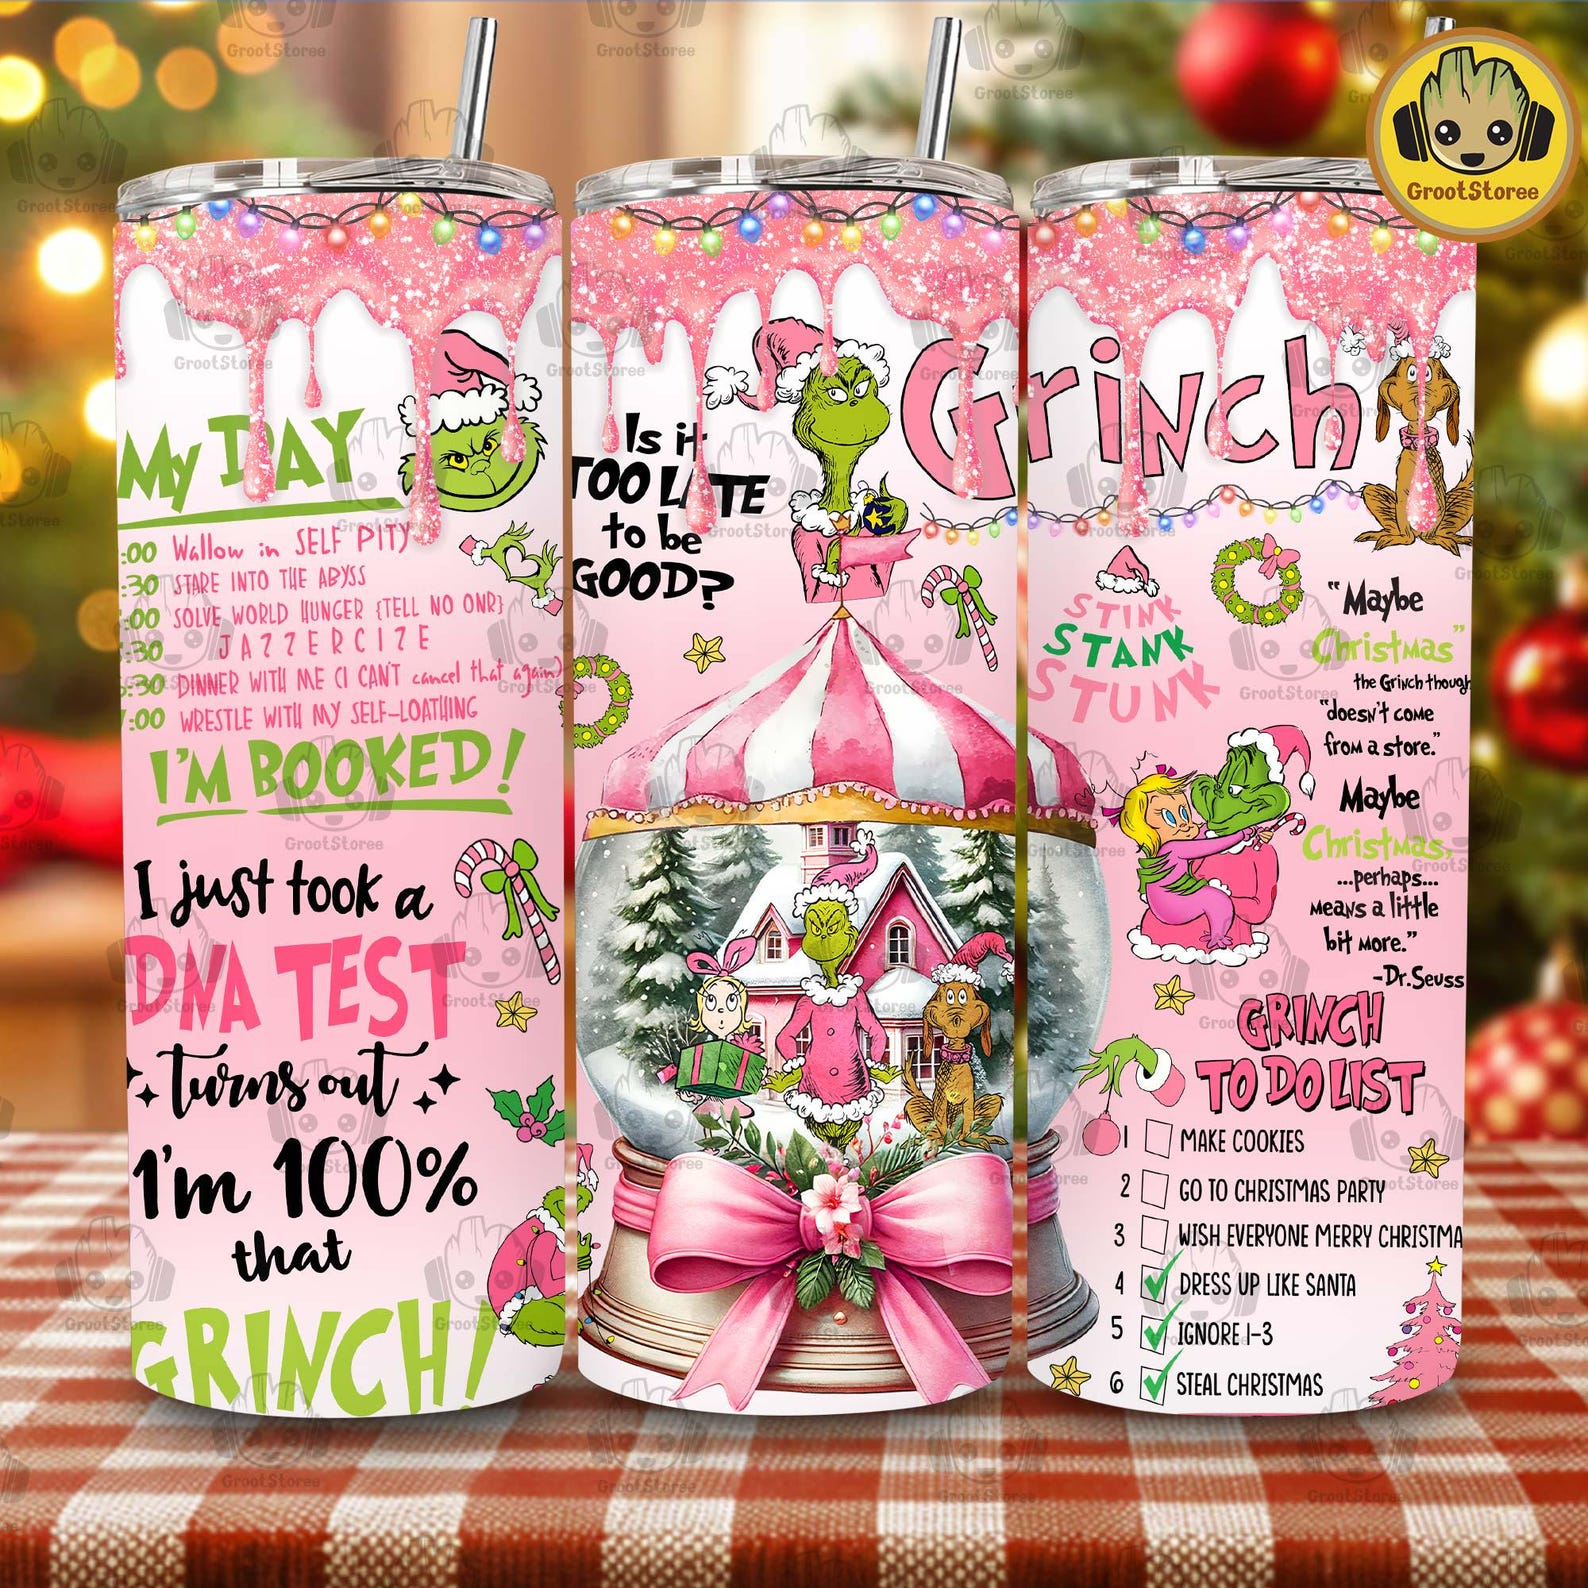 GrootStoree
My DAY
:00 Wallow in SELF PITY
:30 STARE INTO THE ABYSS
:00 SOLVE WORLD HUNGER {TELL NO ONR}
:30 JAZZERCIZE
:30 DINNER WITH ME (I CAN'T cancel that again)
:00 WRESTLE WITH MY SELF-LOATHING
I'M BOOKED!
I just took a
DNA TEST
turns out
I'm 100%
that
GRINCH!
Is it
TOO LATE
to be
GOOD?
Grinch
STINK
STANK
STUNK
"Maybe
Christmas"
the Grinch though
"doesn't come
from a store."
Maybe
Christmas,
...perhaps...
means a little
bit more."
-Dr. Seuss
GRINCH
TO DO LIST
1 MAKE COOKIES
2 GO TO CHRISTMAS PARTY
3 WISH EVERYONE MERRY CHRISTMA
4 DRESS UP LIKE SANTA
5 IGNORE 1-3
6 STEAL CHRISTMAS